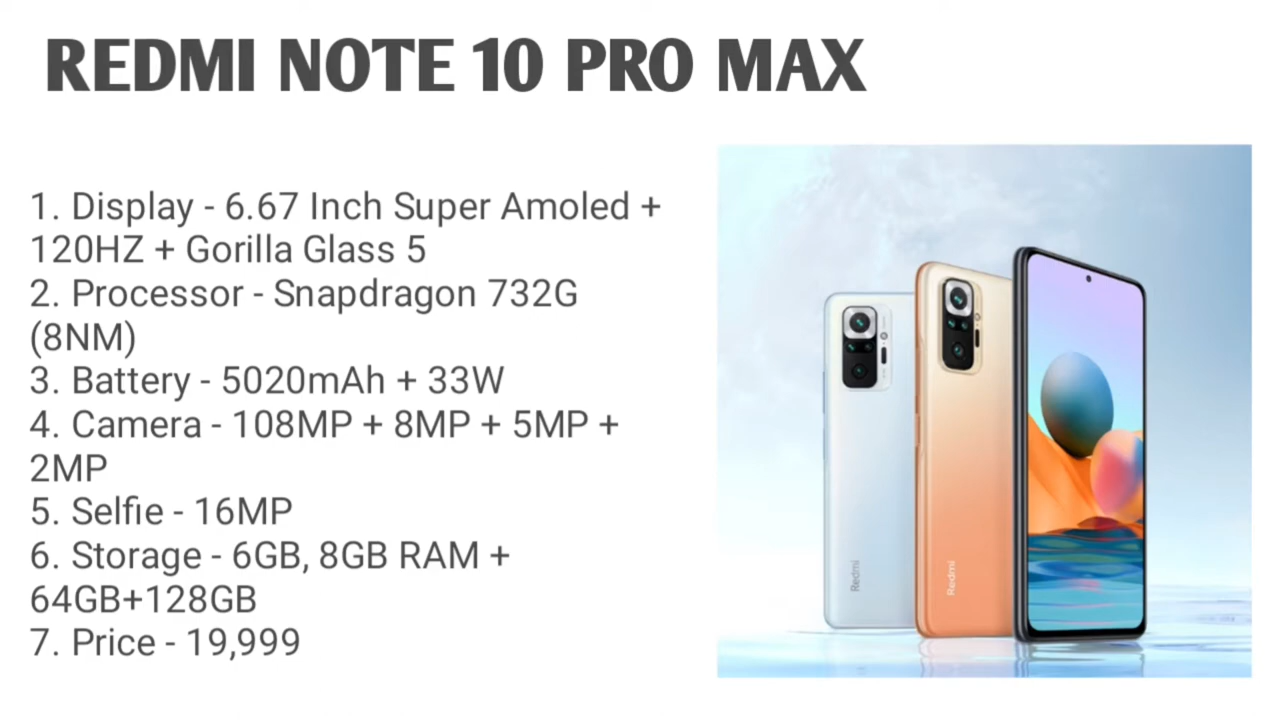 REDMI NOTE 10 PRO MAX
1. Display - 6.67 Inch Super Amoled +
120HZ + Gorilla Glass 5
2. Processor - Snapdragon 732G
(8NM)
3. Battery - 5020mAh + 33W
4. Camera - 108MP + 8MP + 5MP +
2MP
5. Selfie - 16MP
6. Storage - 6GB, 8GB RAM +
64GB+128GB
7. Price - 19,999
Redmi
Redmi